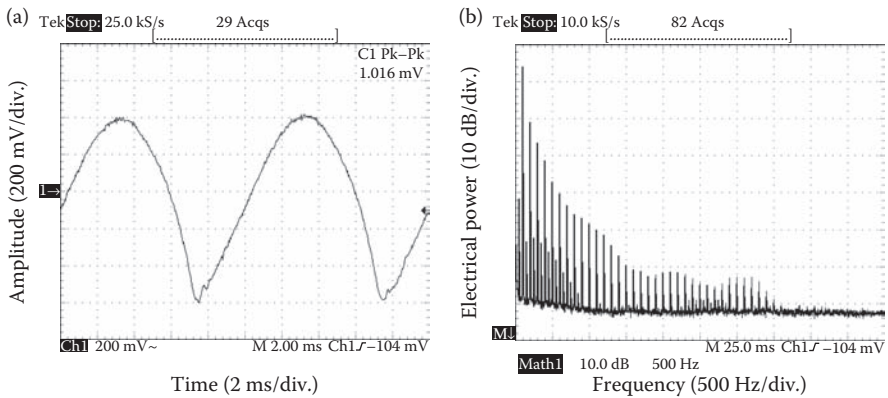 (a)
Tek Stop: 25.0 kS/s 29 Acqs
C1 Pk–Pk
1.016 mV
Amplitude (200 mV/div.)
1→
Ch1 200 mV~ M 2.00 ms Ch1 –104 mV
Time (2 ms/div.)
(b)
Tek Stop: 10.0 kS/s 82 Acqs
Electrical power (10 dB/div.)
M↓
M 25.0 ms Ch1 –104 mV
Math1 10.0 dB 500 Hz
Frequency (500 Hz/div.)